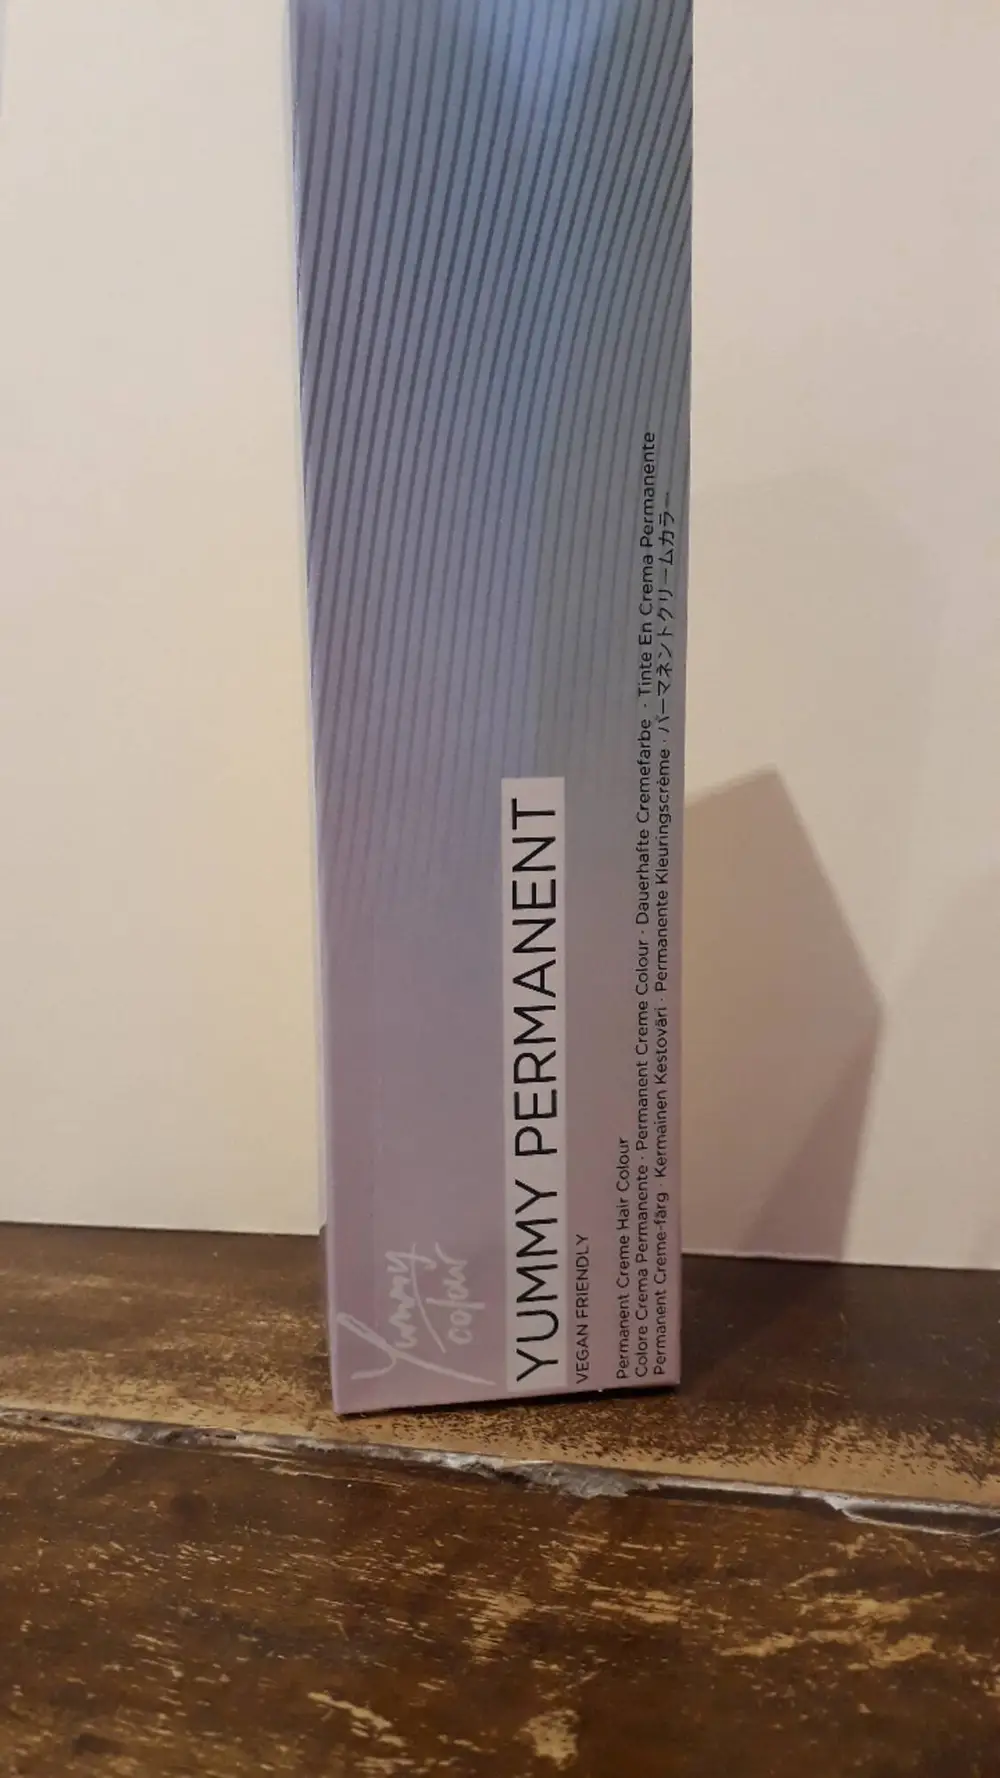 Yummy
colour
YUMMY PERMANENT
VEGAN FRIENDLY
Permanent Creme Hair Colour
Colore Crema Permanente · Permanent Creme Colour · Dauerhafte Cremefarbe · Tinte En Crema Permanente
Permanent Creme-färg · Kermainen Kestoväri · Permanente Kleuringscrème · パーマネントクリームカラー